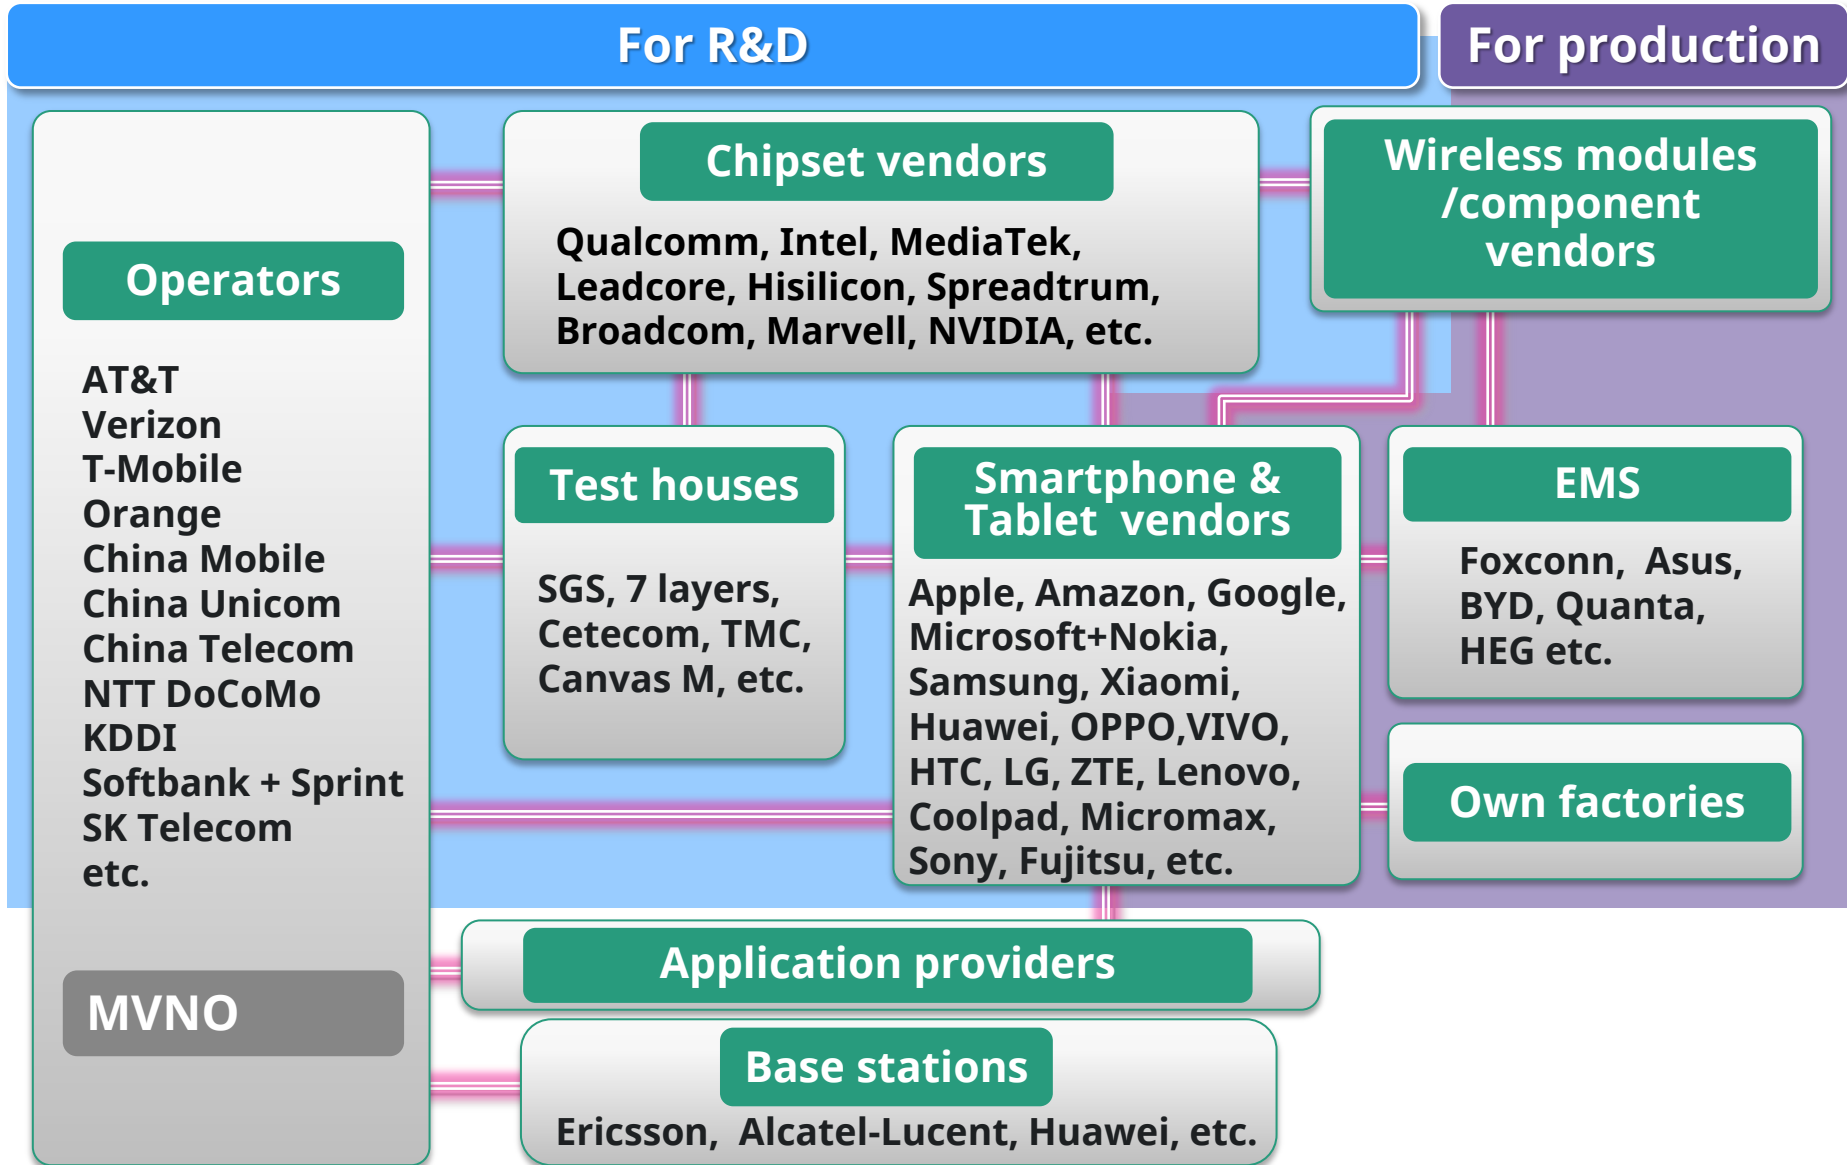 For R&D
For production
Operators
AT&T
Verizon
T-Mobile
Orange
China Mobile
China Unicom
China Telecom
NTT DoCoMo
KDDI
Softbank + Sprint
SK Telecom
etc.
MVNO
Chipset vendors
Qualcomm, Intel, MediaTek,
Leadcore, Hisilicon, Spreadtrum,
Broadcom, Marvell, NVIDIA, etc.
Wireless modules
/component
vendors
Test houses
SGS, 7 layers,
Cetecom, TMC,
Canvas M, etc.
Smartphone &
Tablet  vendors
Apple, Amazon, Google,
Microsoft+Nokia,
Samsung, Xiaomi,
Huawei, OPPO,VIVO,
HTC, LG, ZTE, Lenovo,
Coolpad, Micromax,
Sony, Fujitsu, etc.
EMS
Foxconn,  Asus,
BYD, Quanta,
HEG etc.
Own factories
Application providers
Base stations
Ericsson,  Alcatel-Lucent, Huawei, etc.